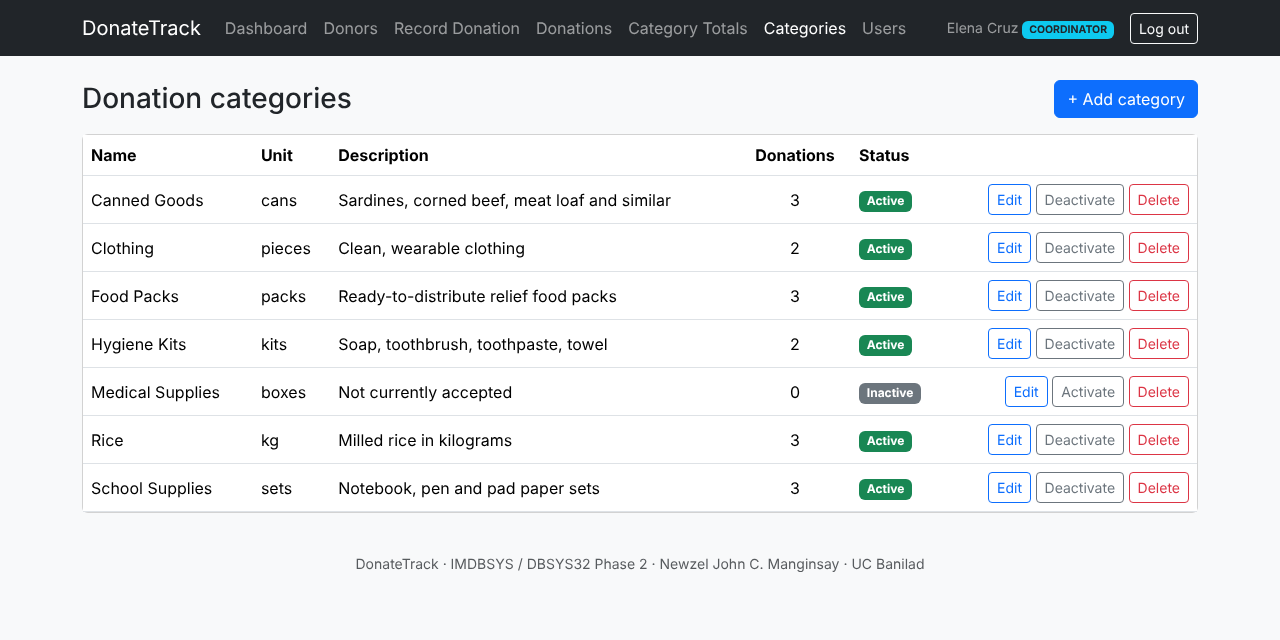 DonateTrack Dashboard Donors Record Donation Donations Category Totals Categories Users Elena Cruz COORDINATOR Log out
Donation categories + Add category
Name Unit Description Donations Status
Canned Goods cans Sardines, corned beef, meat loaf and similar 3 Active Edit Deactivate Delete
Clothing pieces Clean, wearable clothing 2 Active Edit Deactivate Delete
Food Packs packs Ready-to-distribute relief food packs 3 Active Edit Deactivate Delete
Hygiene Kits kits Soap, toothbrush, toothpaste, towel 2 Active Edit Deactivate Delete
Medical Supplies boxes Not currently accepted 0 Inactive Edit Activate Delete
Rice kg Milled rice in kilograms 3 Active Edit Deactivate Delete
School Supplies sets Notebook, pen and pad paper sets 3 Active Edit Deactivate Delete
DonateTrack · IMDBSYS / DBSYS32 Phase 2 · Newzel John C. Manginsay · UC Banilad